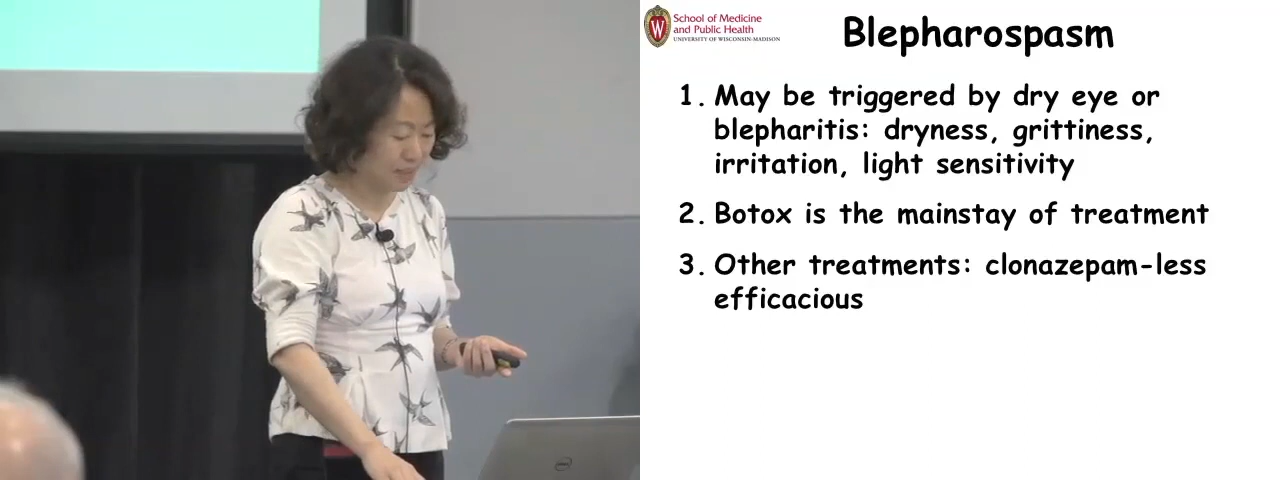 School of Medicine
and Public Health
UNIVERSITY OF WISCONSIN-MADISON
Blepharospasm
1. May be triggered by dry eye or
blepharitis: dryness, grittiness,
irritation, light sensitivity
2. Botox is the mainstay of treatment
3. Other treatments: clonazepam-less
efficacious
DELL